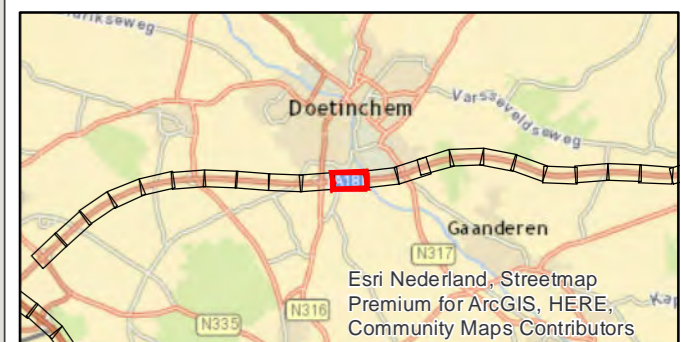 Doetinchem
Varsseveldseweg
A18
Gaanderen
N317
Esri Nederland, Streetmap
Premium for ArcGIS, HERE,
Community Maps Contributors
N316
N335